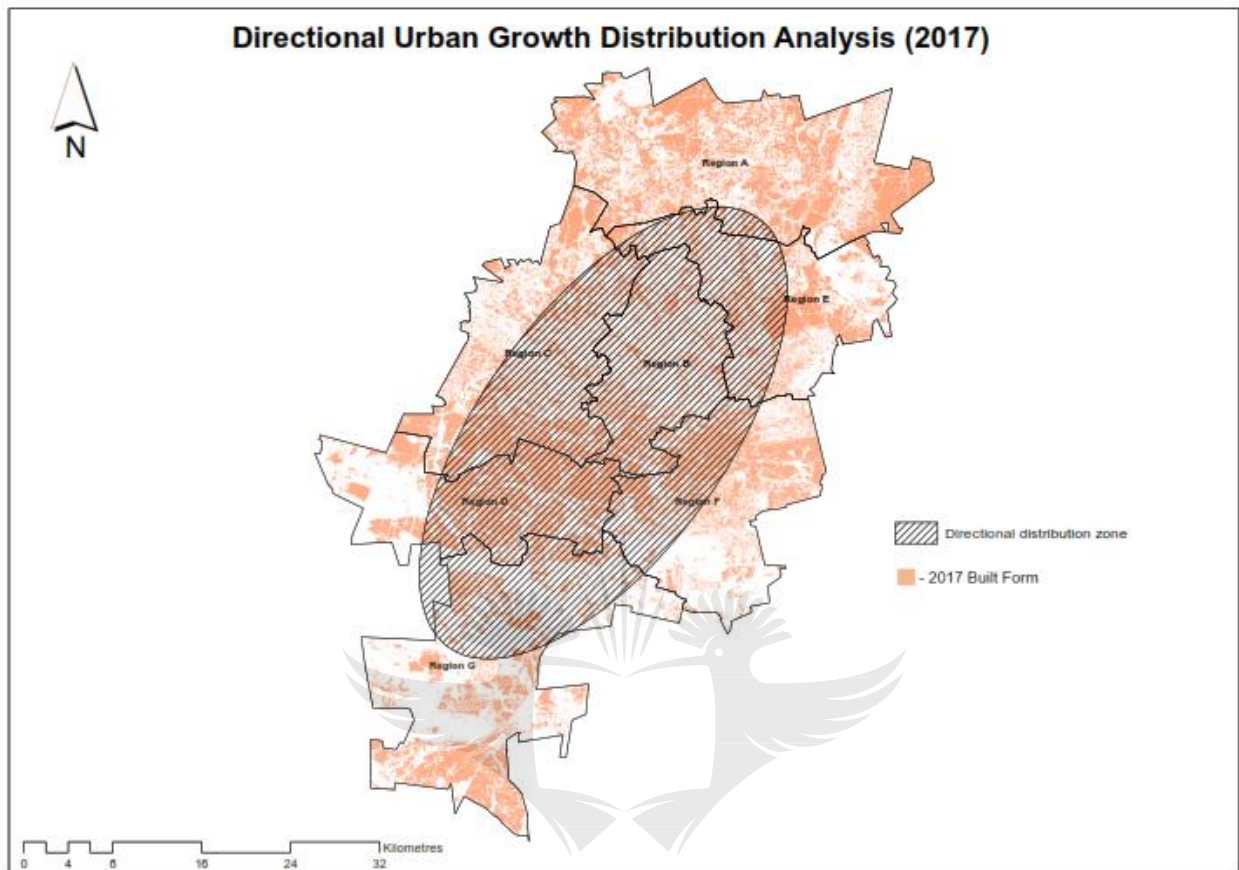 Directional Urban Growth Distribution Analysis (2017)
N
Region A
Region E
Region C
Region B
Region D
Region F
Directional distribution zone
- 2017 Built Form
Region G
Kilometres
0 4 8 16 24 32